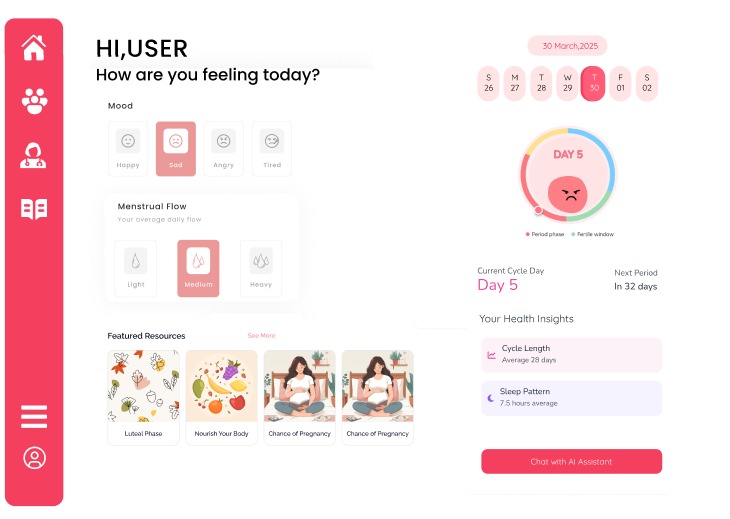 HI,USER
How are you feeling today?
Mood
Happy Sad Angry Tired
Menstrual Flow
Your average daily flow
Light Medium Heavy
Featured Resources See More
Luteal Phase Nourish Your Body Chance of Pregnancy Chance of Pregnancy
30 March,2025
S M T W T F S
26 27 28 29 30 01 02
DAY 5
Period phase Fertile window
Current Cycle Day
Day 5
Next Period
In 32 days
Your Health Insights
Cycle Length
Average 28 days
Sleep Pattern
7.5 hours average
Chat with AI Assistant